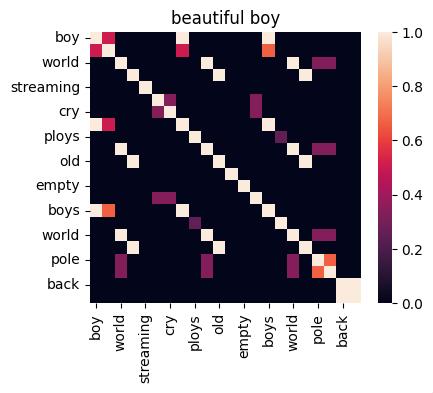 beautiful boy
boy
world
streaming
cry
ploys
old
empty
boys
world
pole
back
1.0
0.8
0.6
0.4
0.2
0.0
boy
world
streaming
cry
ploys
old
empty
boys
world
pole
back